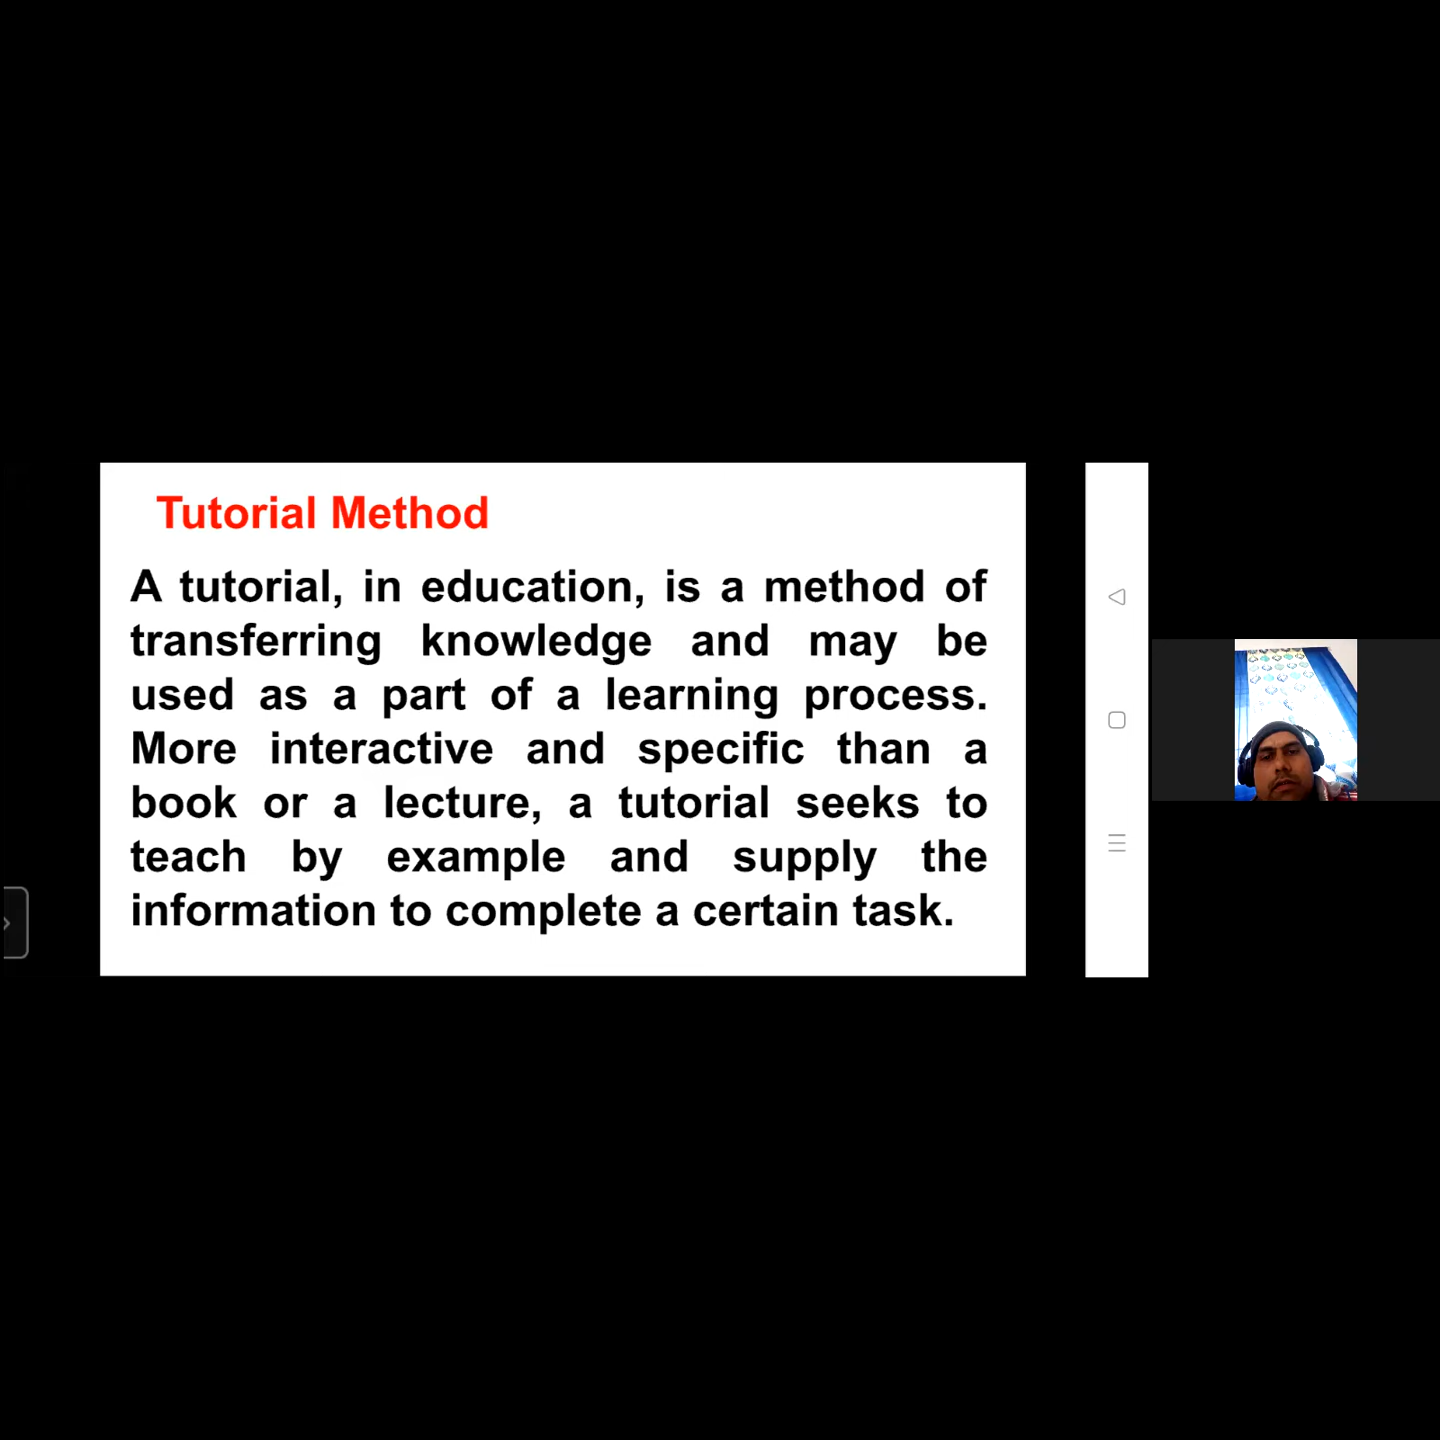 Tutorial Method
A tutorial, in education, is a method of
transferring knowledge and may be
used as a part of a learning process.
More interactive and specific than a
book or a lecture, a tutorial seeks to
teach by example and supply the
information to complete a certain task.